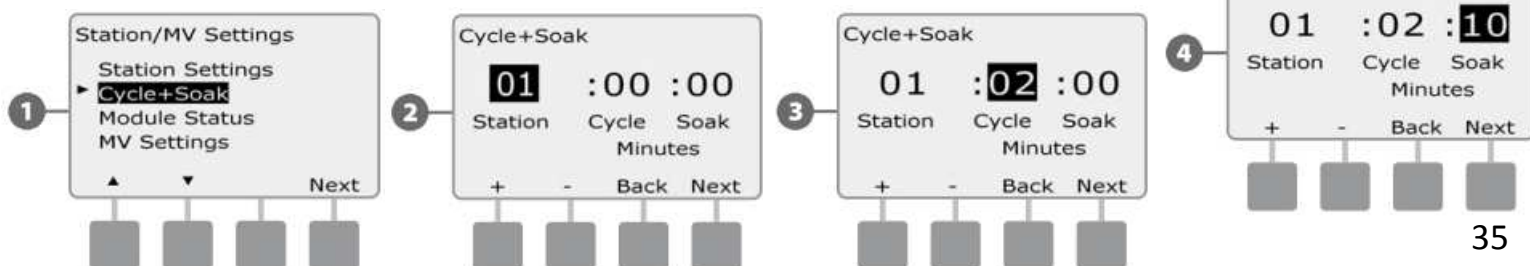 1
Station/MV Settings
Station Settings
► Cycle+Soak
Module Status
MV Settings
▲ ▼ Next
2
Cycle+Soak
01 :00 :00
Station Cycle Soak
Minutes
+ - Back Next
3
Cycle+Soak
01 :02 :00
Station Cycle Soak
Minutes
+ - Back Next
4
01 :02 :10
Station Cycle Soak
Minutes
+ - Back Next
35